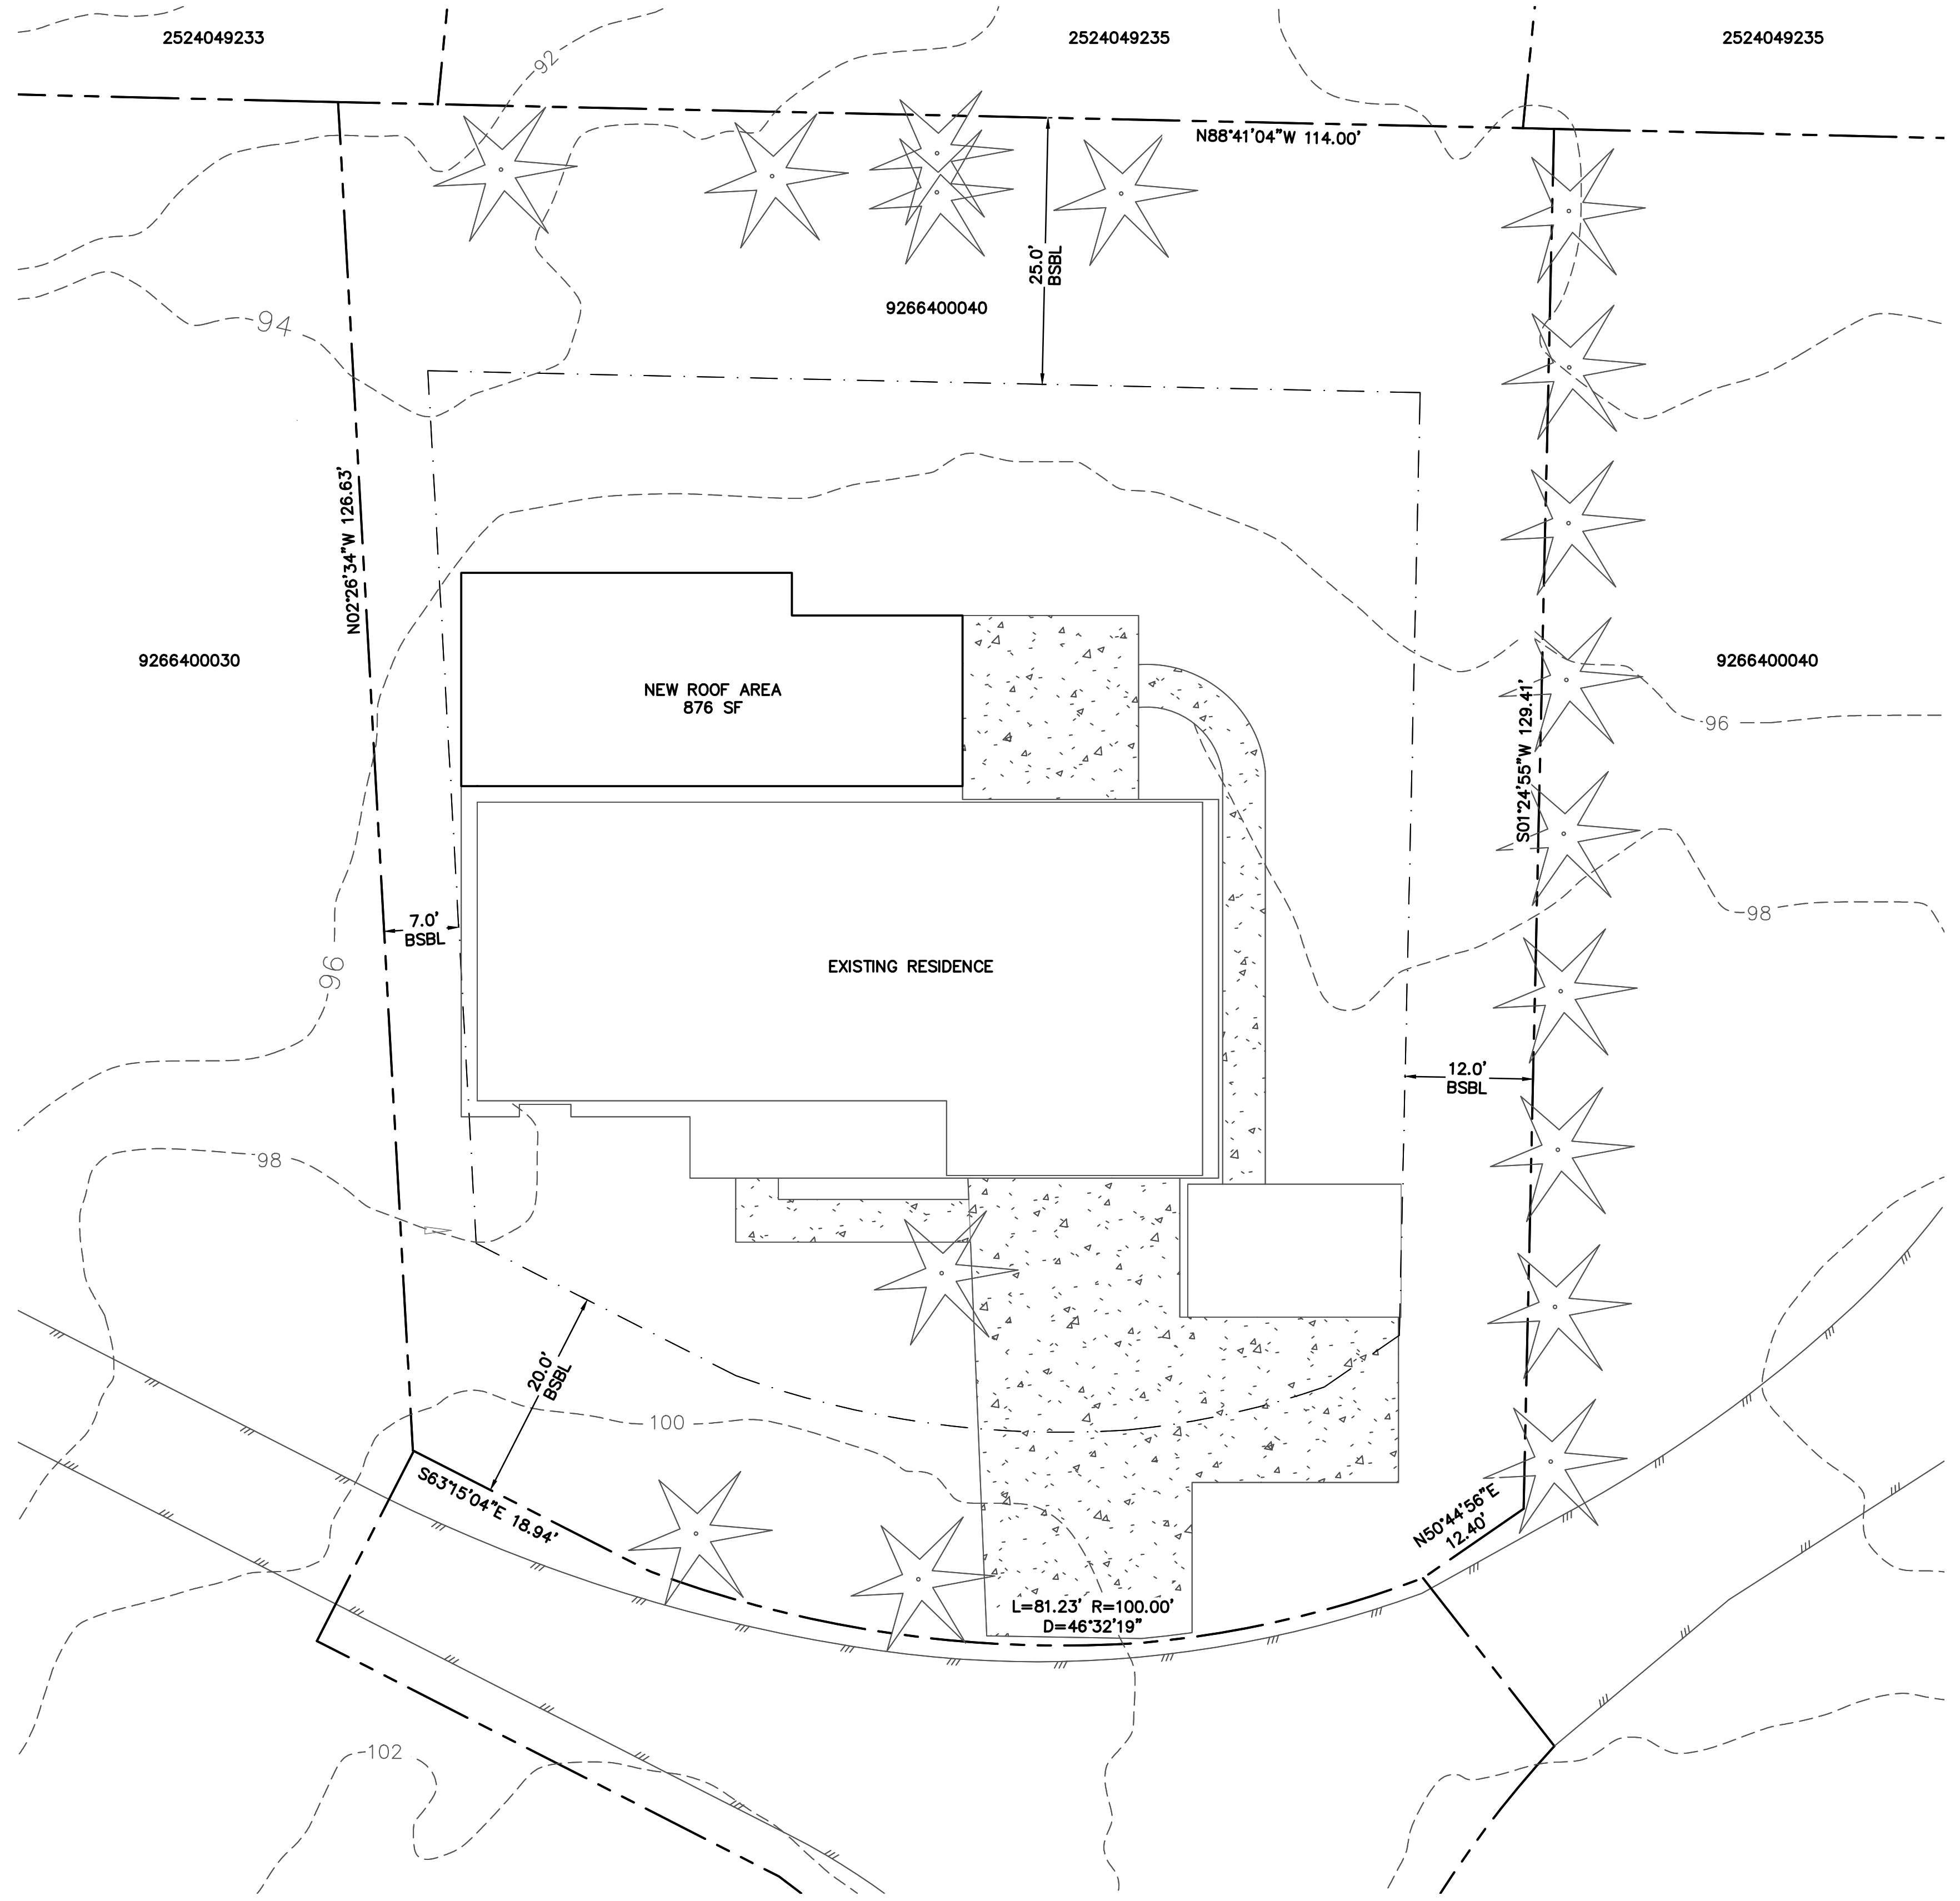 2524049233
2524049235
2524049235
92
N88°41'04"W 114.00'
25.0'
BSBL
9266400040
94
N02°26'34"W 126.63'
9266400030
NEW ROOF AREA
876 SF
9266400040
96
S01°24'55"W 129.41'
98
7.0'
BSBL
EXISTING RESIDENCE
96
12.0'
BSBL
98
20.0'
BSBL
100
S63°15'04"E 18.94'
N50°44'56"E
12.40'
L=81.23' R=100.00'
D=46°32'19"
102